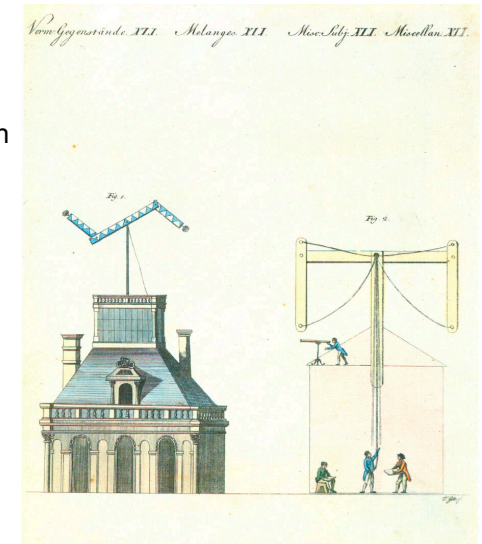 Verm. Gegenstände. XLI. Melanges. XLI. Misc. Subj. XLI. Miscellan. XLI.
Fig. 1.
Fig. 2.